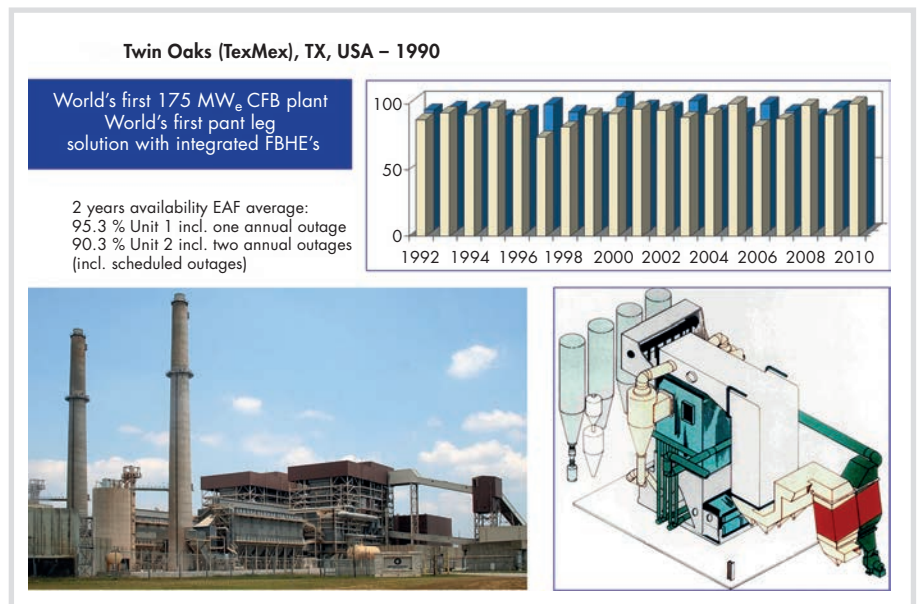 Twin Oaks (TexMex), TX, USA – 1990
World's first 175 MWe CFB plant
World's first pant leg
solution with integrated FBHE's
2 years availability EAF average:
95.3 % Unit 1 incl. one annual outage
90.3 % Unit 2 incl. two annual outages
(incl. scheduled outages)
100
50
0
1992 1994 1996 1998 2000 2002 2004 2006 2008 2010